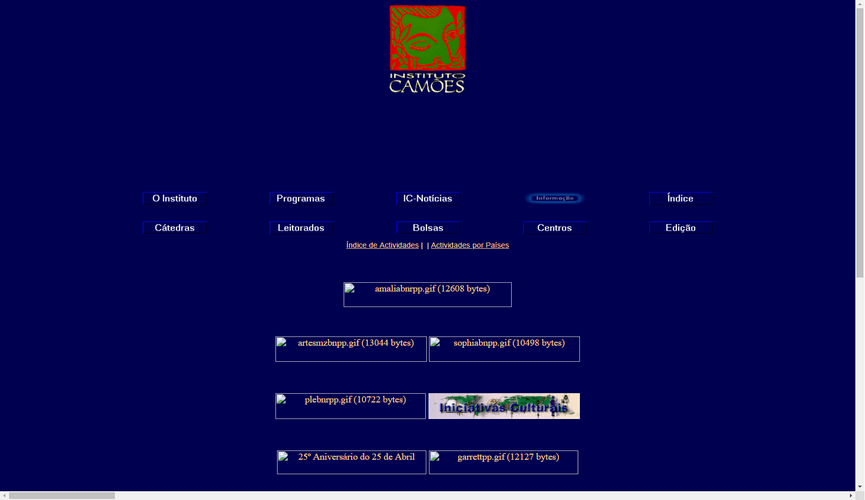 INSTITUTO
CAMÕES
O Instituto Programas IC-Notícias Informação Índice
Cátedras Leitorados Bolsas Centros Edição
Índice de Actividades | | Actividades por Países
amaliabnrpp.gif (12608 bytes)
artesmzbnpp.gif (13044 bytes) sophiabnpp.gif (10498 bytes)
plebnrpp.gif (10722 bytes) Iniciativas Culturais
25º Aniversário do 25 de Abril garrettpp.gif (12127 bytes)